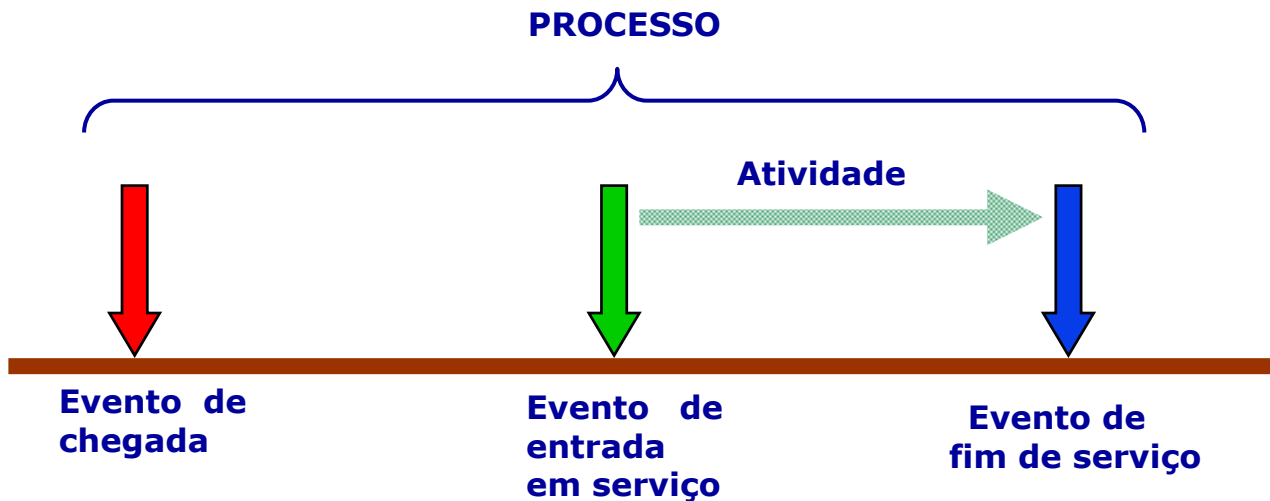 PROCESSO
Atividade
Evento de
chegada
Evento de
entrada
em serviço
Evento de
fim de serviço